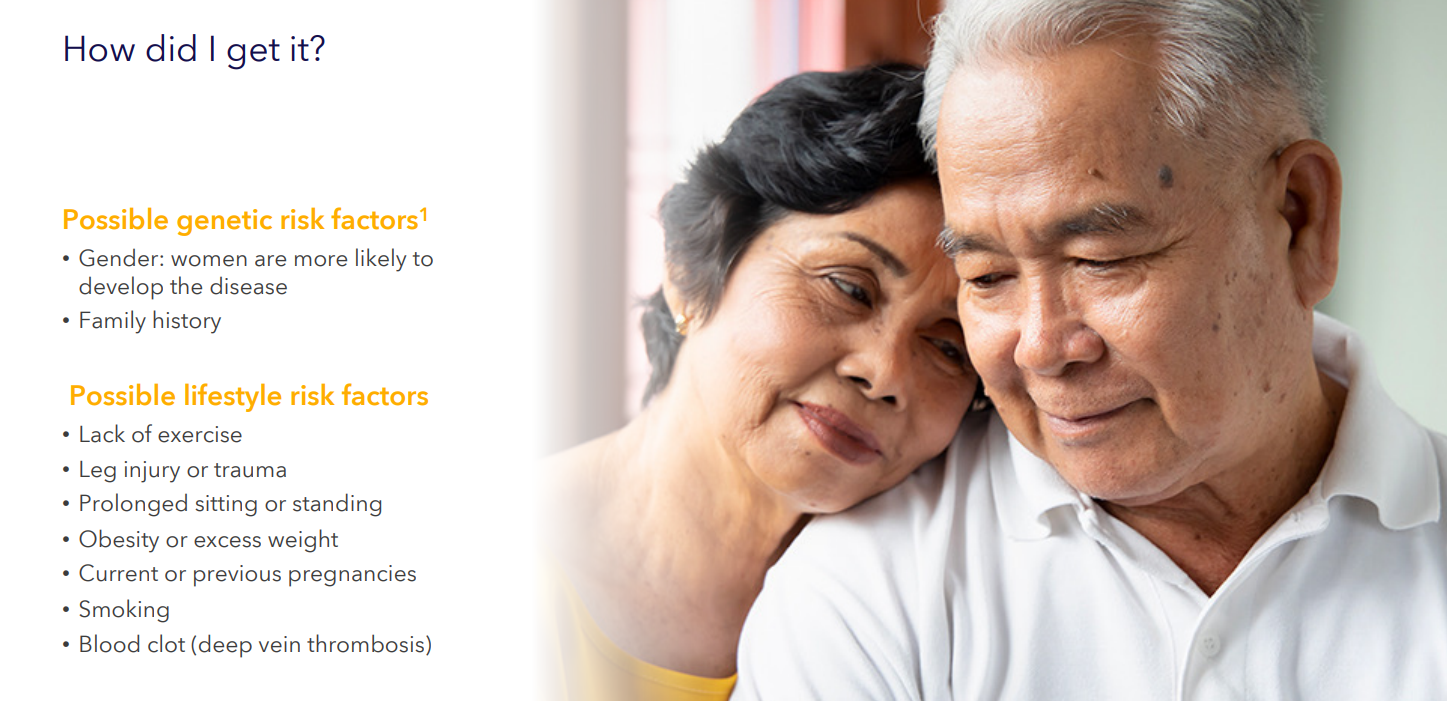 How did I get it?
Possible genetic risk factors¹
• Gender: women are more likely to
develop the disease
• Family history
Possible lifestyle risk factors
• Lack of exercise
• Leg injury or trauma
• Prolonged sitting or standing
• Obesity or excess weight
• Current or previous pregnancies
• Smoking
• Blood clot (deep vein thrombosis)